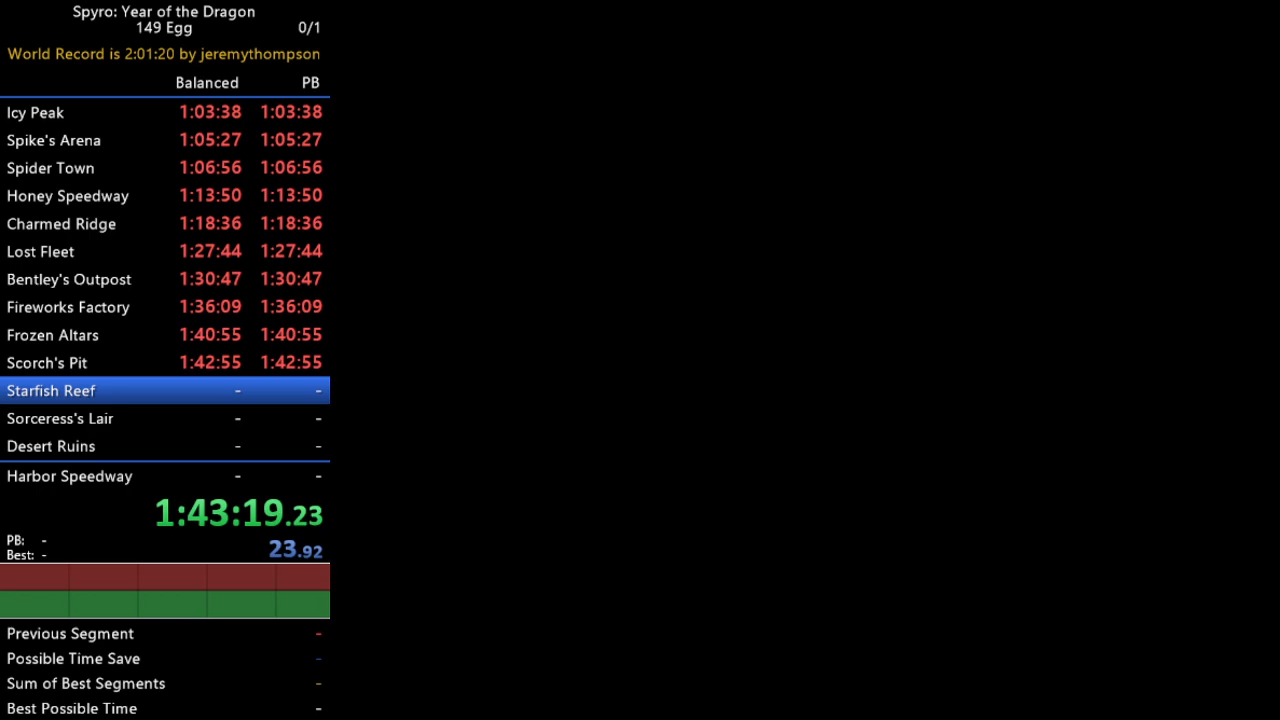 Spyro: Year of the Dragon
149 Egg 0/1
World Record is 2:01:20 by jeremythompson
Balanced PB
Icy Peak 1:03:38 1:03:38
Spike's Arena 1:05:27 1:05:27
Spider Town 1:06:56 1:06:56
Honey Speedway 1:13:50 1:13:50
Charmed Ridge 1:18:36 1:18:36
Lost Fleet 1:27:44 1:27:44
Bentley's Outpost 1:30:47 1:30:47
Fireworks Factory 1:36:09 1:36:09
Frozen Altars 1:40:55 1:40:55
Scorch's Pit 1:42:55 1:42:55
Starfish Reef - -
Sorceress's Lair - -
Desert Ruins - -
Harbor Speedway - -
1:43:19.23
PB: -
Best: - 23.92
Previous Segment -
Possible Time Save -
Sum of Best Segments -
Best Possible Time -